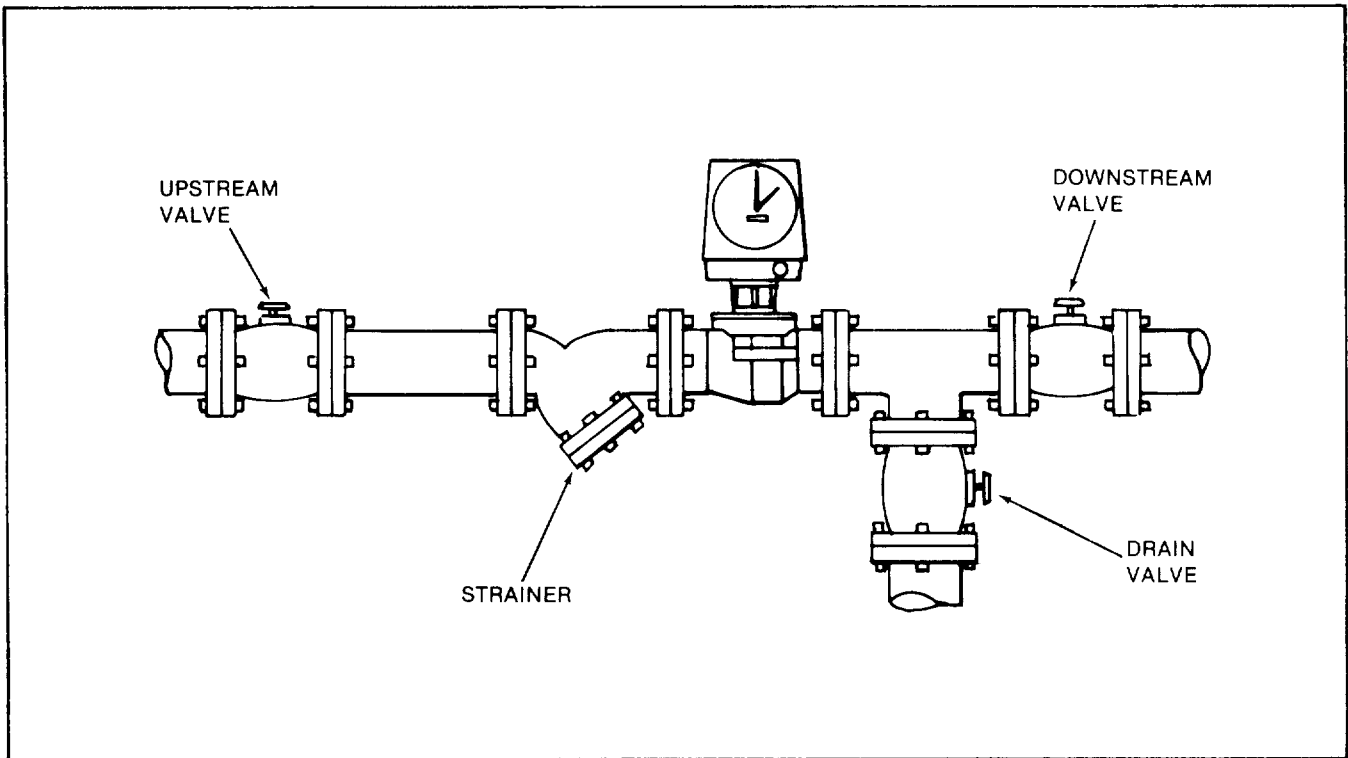 UPSTREAM
VALVE
DOWNSTREAM
VALVE
STRAINER
DRAIN
VALVE